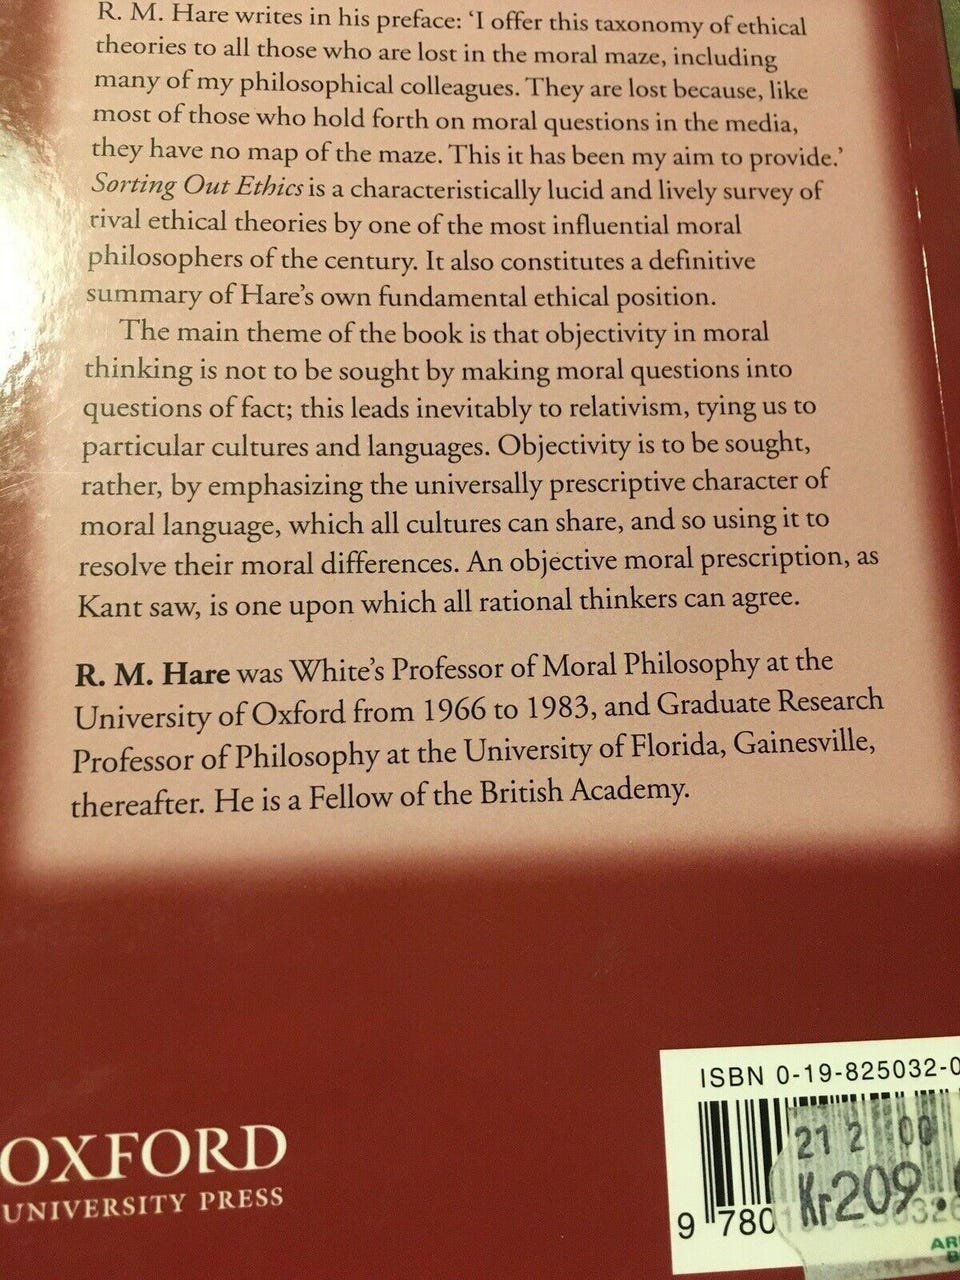 R. M. Hare writes in his preface: ‘I offer this taxonomy of ethical
theories to all those who are lost in the moral maze, including
many of my philosophical colleagues. They are lost because, like
most of those who hold forth on moral questions in the media,
they have no map of the maze. This it has been my aim to provide.’
Sorting Out Ethics is a characteristically lucid and lively survey of
rival ethical theories by one of the most influential moral
philosophers of the century. It also constitutes a definitive
summary of Hare’s own fundamental ethical position.
The main theme of the book is that objectivity in moral
thinking is not to be sought by making moral questions into
questions of fact; this leads inevitably to relativism, tying us to
particular cultures and languages. Objectivity is to be sought,
rather, by emphasizing the universally prescriptive character of
moral language, which all cultures can share, and so using it to
resolve their moral differences. An objective moral prescription, as
Kant saw, is one upon which all rational thinkers can agree.
R. M. Hare was White’s Professor of Moral Philosophy at the
University of Oxford from 1966 to 1983, and Graduate Research
Professor of Philosophy at the University of Florida, Gainesville,
thereafter. He is a Fellow of the British Academy.
ISBN 0-19-825032-0
21 2 00
Kr209.
9 780
OXFORD
UNIVERSITY PRESS